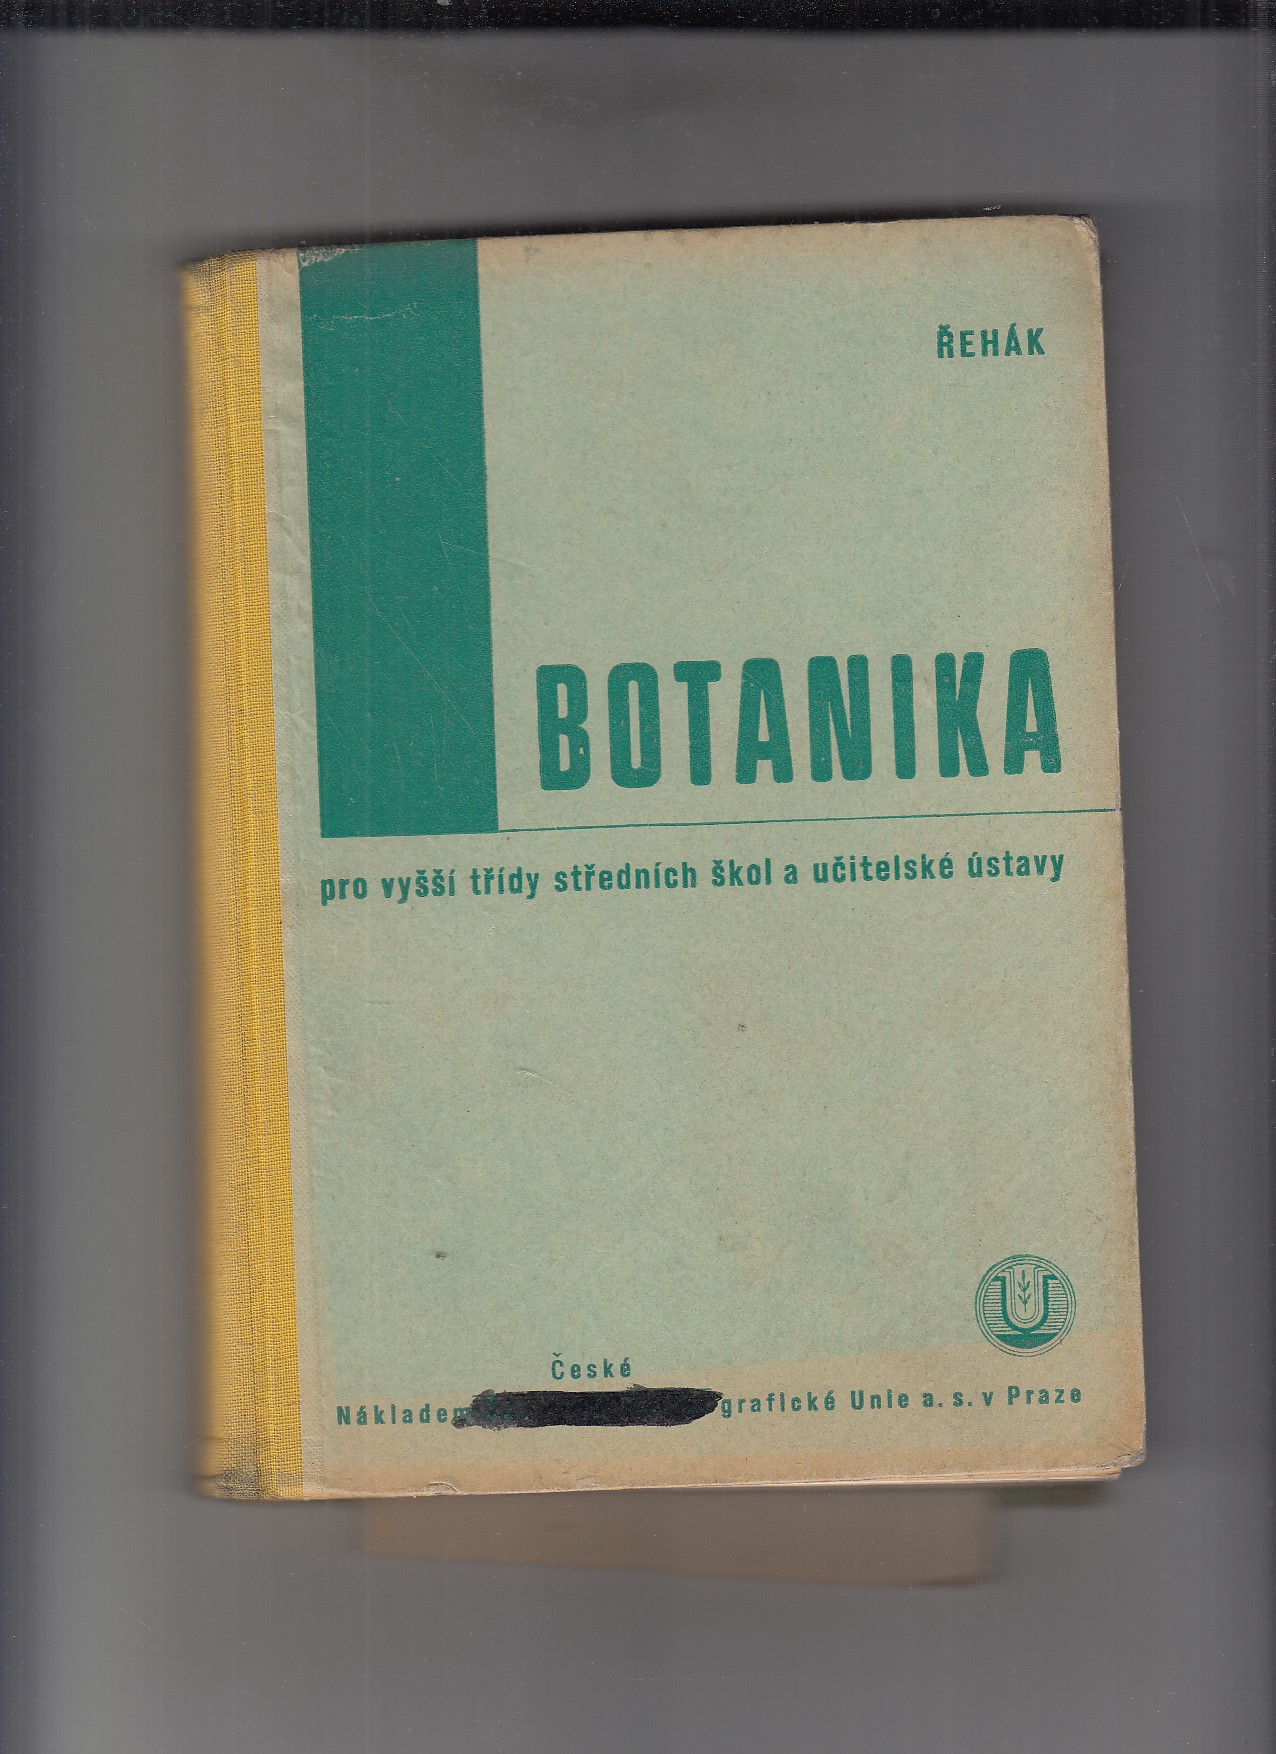 ŘEHÁK
BOTANIKA
pro vyšší třídy středních škol a učitelské ústavy
U
České
Nákladem grafické Unie a. s. v Praze